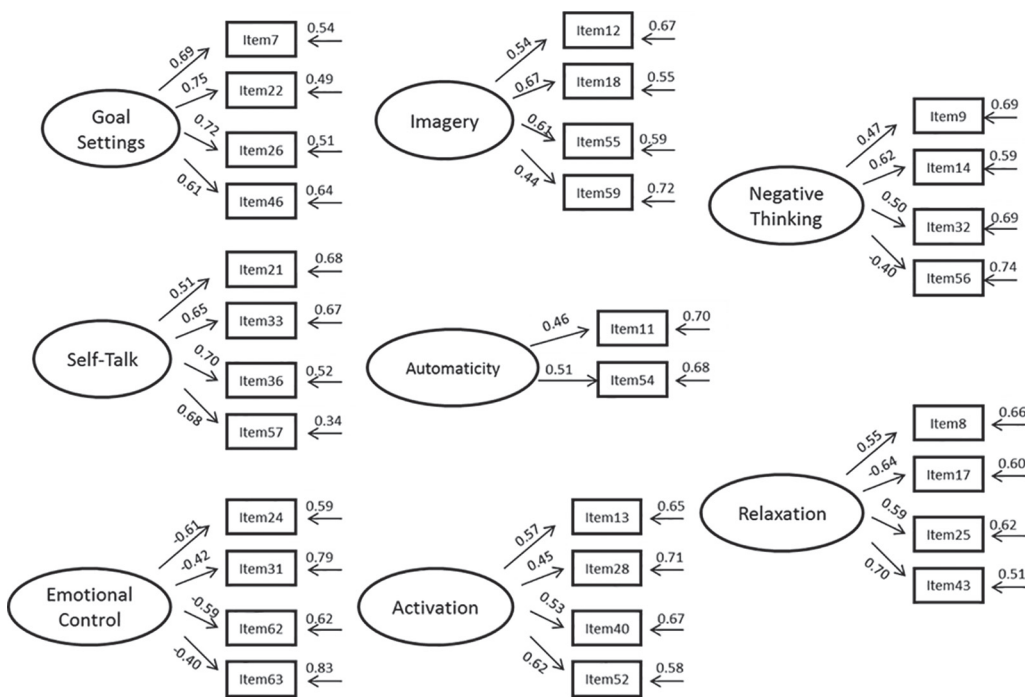 Goal
Settings
0.69
0.75
0.72
0.61
Item7
0.54
Item22
0.49
Item26
0.51
Item46
0.64
Imagery
0.54
0.67
0.61
0.44
Item12
0.67
Item18
0.55
Item55
0.59
Item59
0.72
Negative
Thinking
0.47
0.62
0.50
-0.40
Item9
0.69
Item14
0.59
Item32
0.69
Item56
0.74
Self-Talk
0.51
0.65
0.70
0.68
Item21
0.68
Item33
0.67
Item36
0.52
Item57
0.34
Automaticity
0.46
0.51
Item11
0.70
Item54
0.68
Relaxation
0.55
-0.64
0.59
0.70
Item8
0.66
Item17
0.60
Item25
0.62
Item43
0.51
Emotional
Control
-0.61
-0.42
-0.59
-0.40
Item24
0.59
Item31
0.79
Item62
0.62
Item63
0.83
Activation
0.57
0.45
0.53
0.62
Item13
0.65
Item28
0.71
Item40
0.67
Item52
0.58